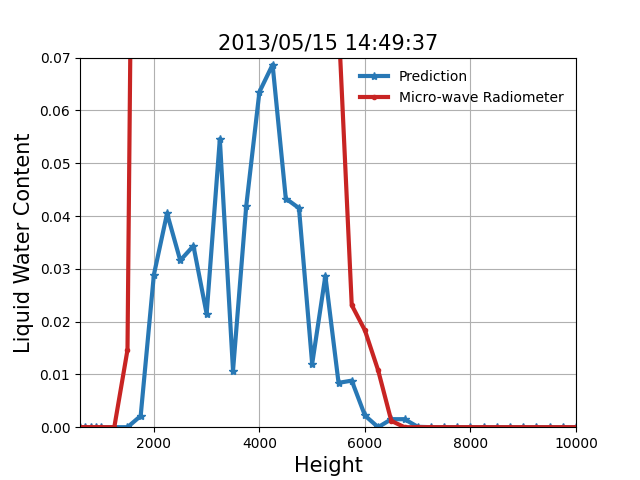 2013/05/15 14:49:37
Prediction
Micro-wave Radiometer
Liquid Water Content
0.07
0.06
0.05
0.04
0.03
0.02
0.01
0.00
2000 4000 6000 8000 10000
Height